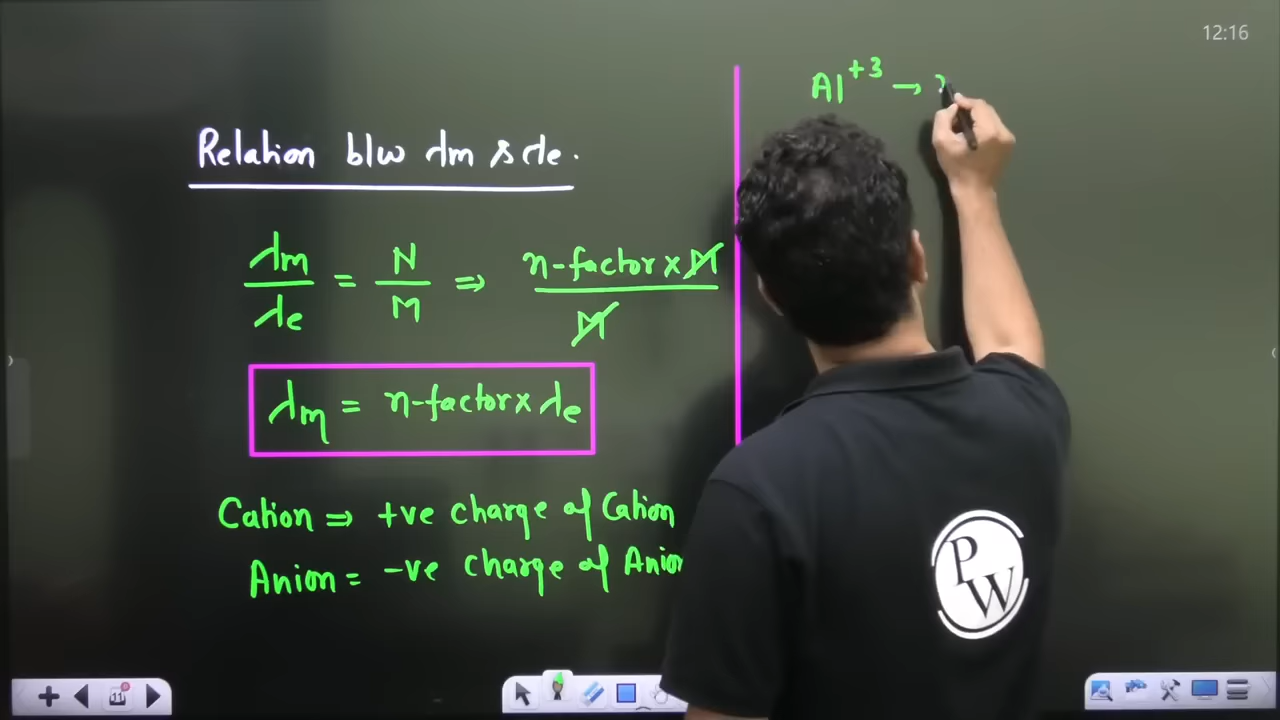 12:16
Relation b/w λm & λe.
λm/λe = N/M ⇒ n-factor x M/M
λm = n-factor x λe
Cation ⇒ +ve charge of Cation
Anion = -ve charge of Anion
Al+3 →
PW
11